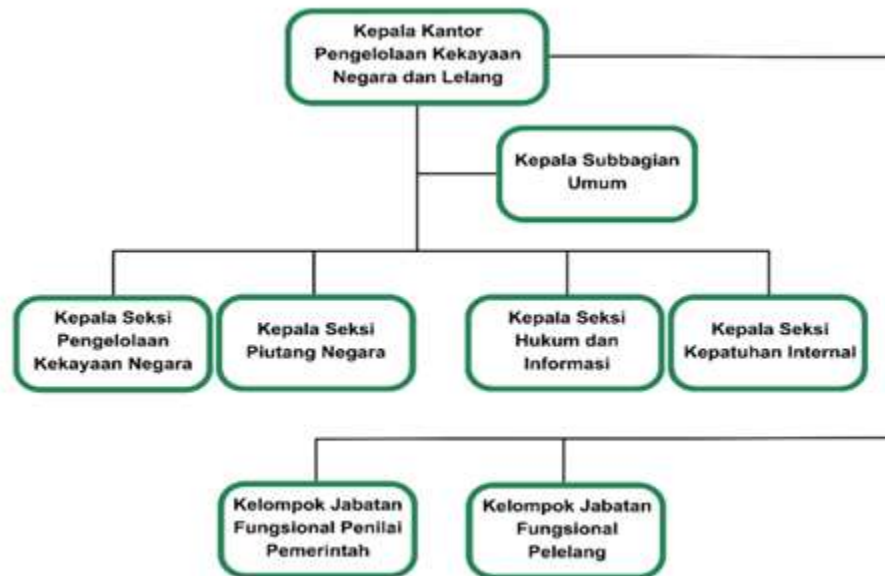 Kepala Kantor
Pengelolaan Kekayaan
Negara dan Lelang
Kepala Subbagian
Umum
Kepala Seksi
Pengelolaan
Kekayaan Negara
Kepala Seksi
Piutang Negara
Kepala Seksi
Hukum dan
Informasi
Kepala Seksi
Kepatuhan Internal
Kelompok Jabatan
Fungsional Penilai
Pemerintah
Kelompok Jabatan
Fungsional
Pelelang